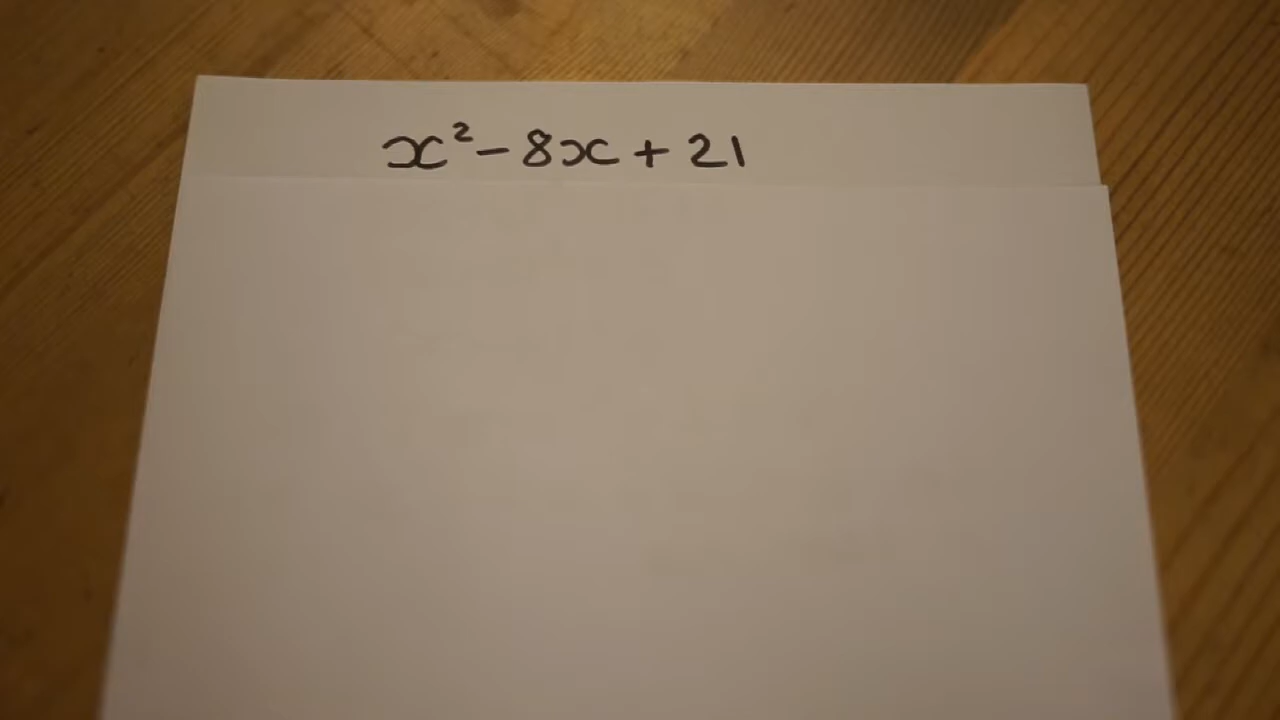 x² - 8x + 21